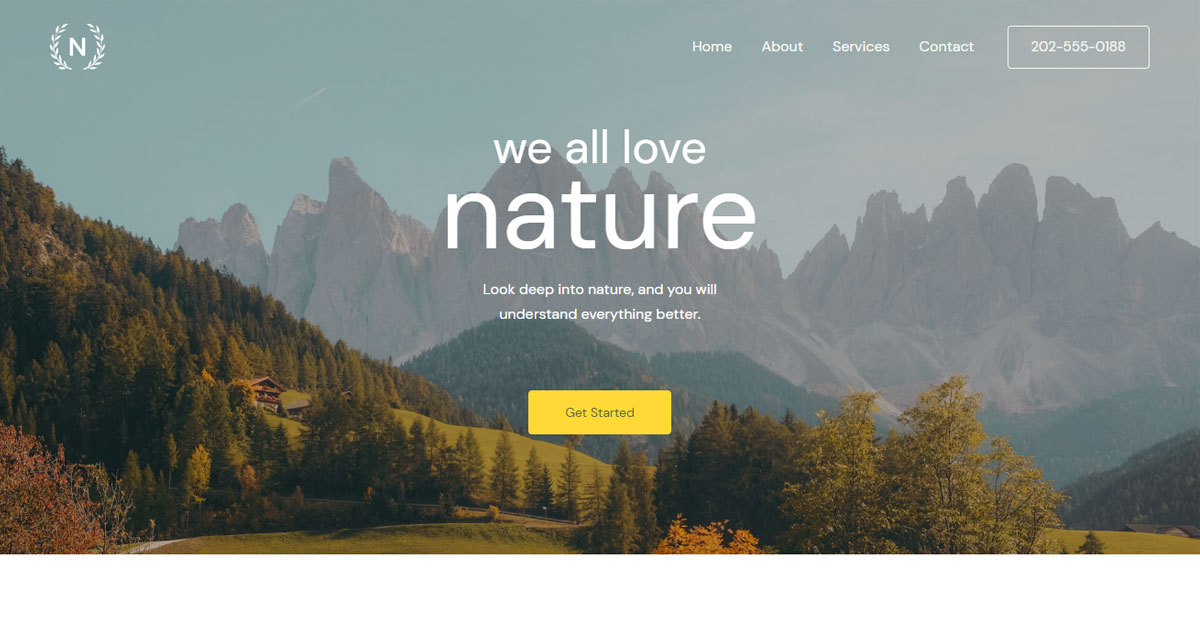 N
Home About Services Contact 202-555-0188
we all love
nature
Look deep into nature, and you will
understand everything better.
Get Started